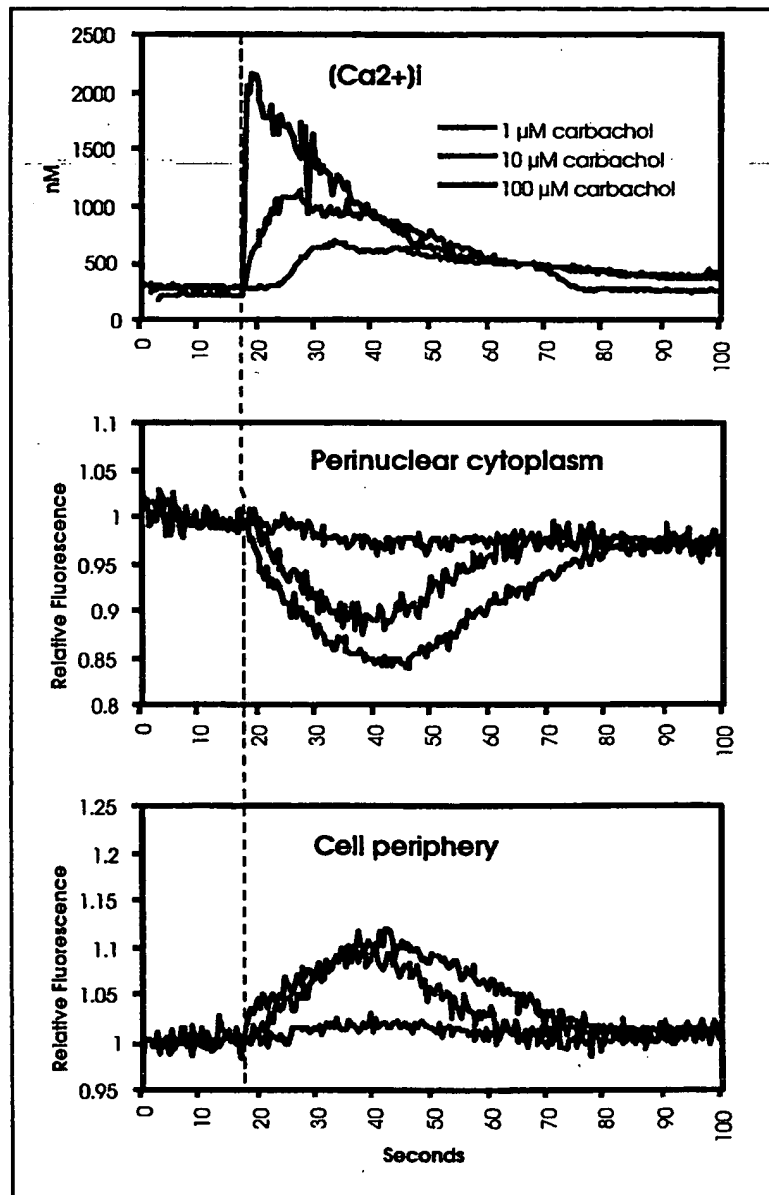 (Ca2+)i
nM
2500
2000
1500
1000
500
0
1 µM carbachol
10 µM carbachol
100 µM carbachol
0 10 20 30 40 50 60 70 80 90 100
Perinuclear cytoplasm
Relative Fluorescence
1.1
1.05
1
0.95
0.9
0.85
0.8
0 10 20 30 40 50 60 70 80 90 100
Cell periphery
Relative Fluorescence
1.25
1.2
1.15
1.1
1.05
1
0.95
0 10 20 30 40 50 60 70 80 90 100
Seconds